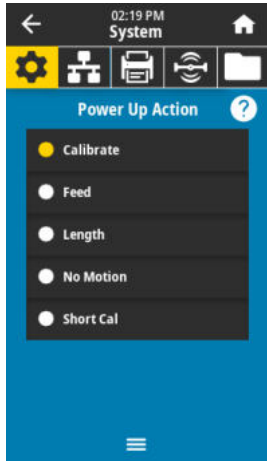 02:19 PM
System
Power Up Action
?
Calibrate
Feed
Length
No Motion
Short Cal